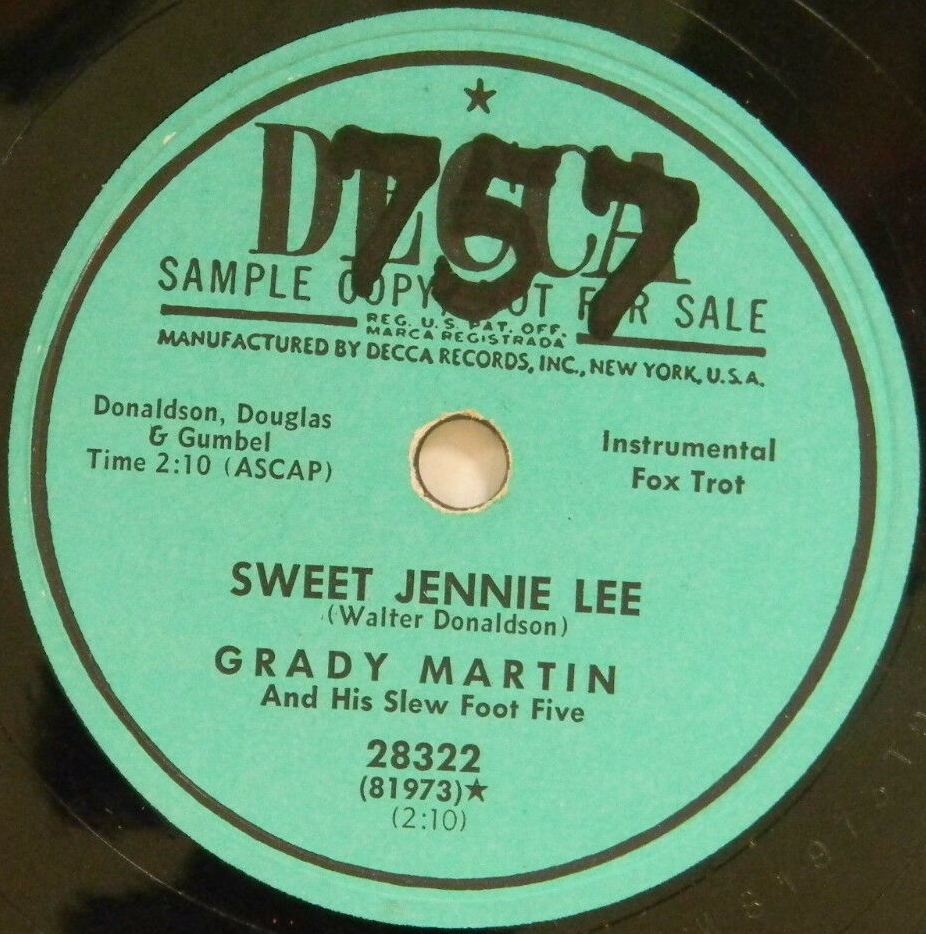 DECCA
757
SAMPLE COPY NOT FOR SALE
REG. U.S. PAT. OFF.
MARCA REGISTRADA
MANUFACTURED BY DECCA RECORDS, INC., NEW YORK, U.S.A.
Donaldson, Douglas
& Gumbel
Time 2:10 (ASCAP)
Instrumental
Fox Trot
SWEET JENNIE LEE
(Walter Donaldson)
GRADY MARTIN
And His Slew Foot Five
28322
(81973)★
(2:10)